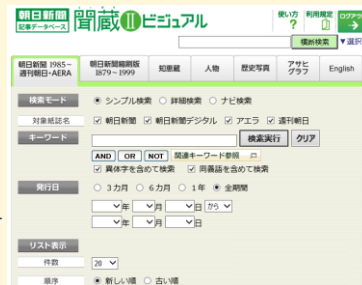 朝日新聞 記事データベース 聞蔵Ⅱビジュアル
使い方 ?
利用規定
ログアウト
横断検索 ▼選択
朝日新聞 1985~ 週刊朝日・AERA
朝日新聞縮刷版 1879~1999
知恵蔵
人物
歴史写真
アサヒグラフ
English
検索モード シンプル検索 詳細検索 ナビ検索
対象紙誌名 朝日新聞 朝日新聞デジタル アエラ 週刊朝日
キーワード 検索実行 クリア
AND OR NOT 関連キーワード参照
異体字を含めて検索 同義語を含めて検索
発行日 3カ月 6カ月 1年 全期間
年 月 日 から
年 月 日
リスト表示
件数 20
順序 新しい順 古い順